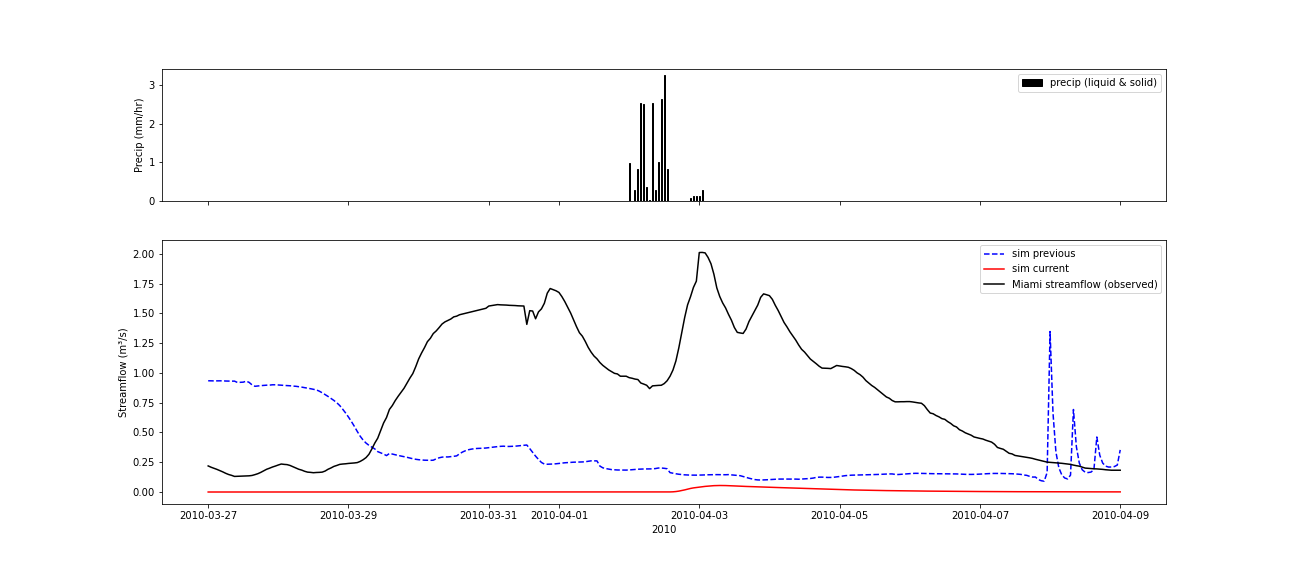 precip (liquid & solid)
Precip (mm/hr)
3
2
1
0
sim previous
sim current
Miami streamflow (observed)
Streamflow (m³/s)
2.00
1.75
1.50
1.25
1.00
0.75
0.50
0.25
0.00
2010-03-27 2010-03-29 2010-03-31 2010-04-01 2010-04-03 2010-04-05 2010-04-07 2010-04-09
2010